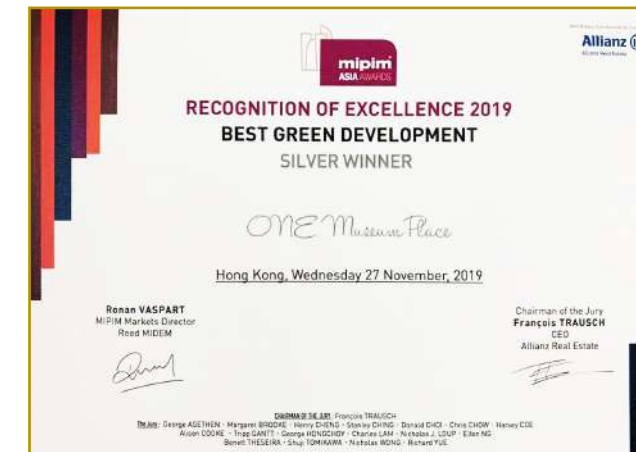 mipim
ASIA AWARDS
Allianz
Allianz Real Estate
RECOGNITION OF EXCELLENCE 2019
BEST GREEN DEVELOPMENT
SILVER WINNER
ONE Museum Place
Hong Kong, Wednesday 27 November, 2019
Ronan VASPART
MIPIM Markets Director
Reed MIDEM
Chairman of the Jury
François TRAUSCH
CEO
Allianz Real Estate
CHAIRMAN OF THE JURY: François TRAUSCH
The Jury: George AGETHEN - Margaret BROOKE - Henry CHENG - Stanley CHING - Donald CHOI - Chris CHOW - Harvey COE
Alison COOKE - Tripp GANTT - George HONGCHOY - Charles LAM - Nicholas J. LOUP - Ellen NG
Benett THESEIRA - Shuji TOMIKAWA - Nicholas WONG - Richard YUE